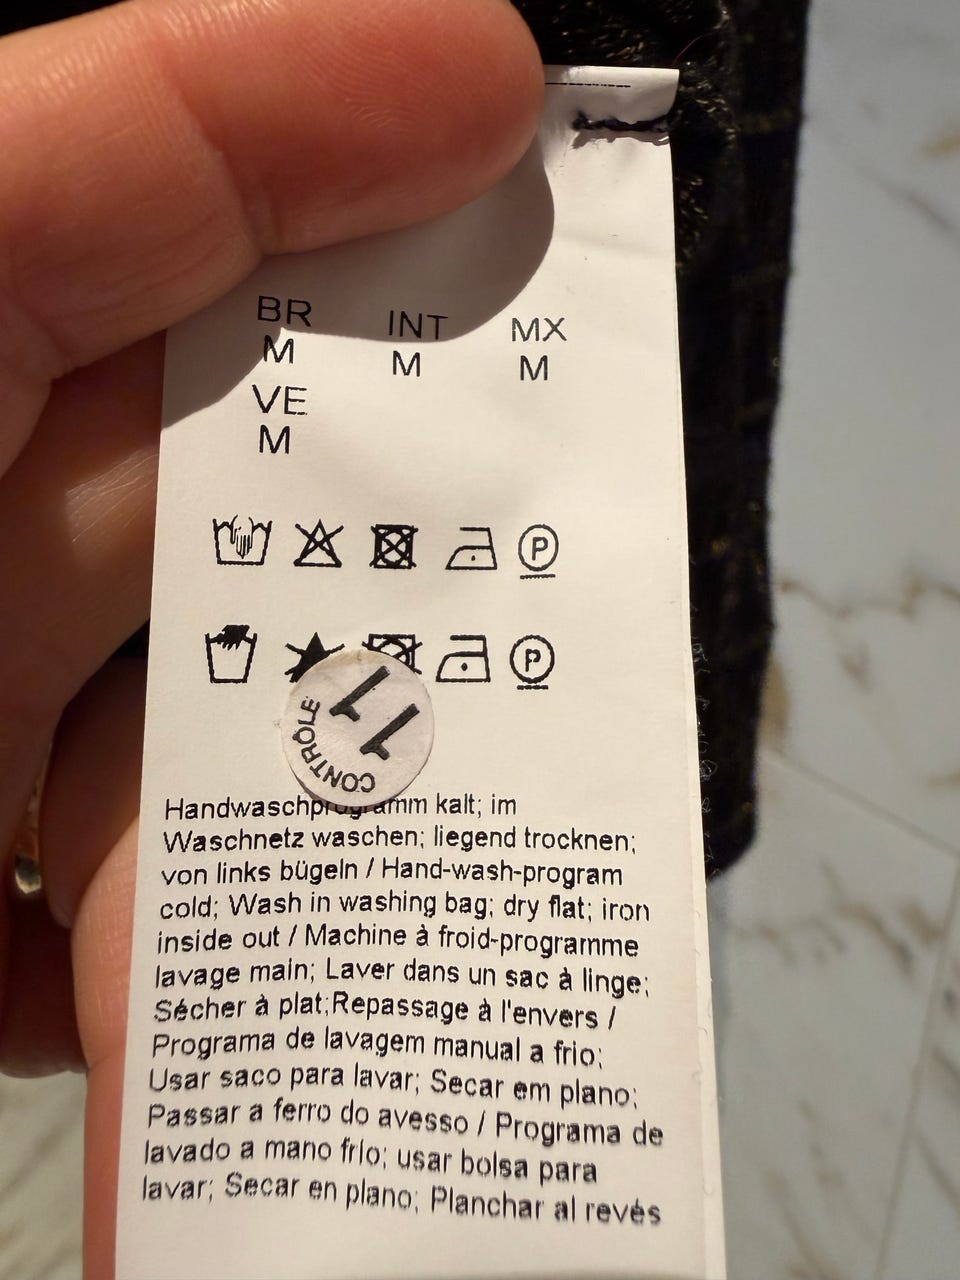 BR INT MX
M M M
VE
M
P
P
CONTRÔLE
11
Handwaschprogramm kalt; im
Waschnetz waschen; liegend trocknen;
von links bügeln / Hand-wash-program
cold; Wash in washing bag; dry flat; iron
inside out / Machine à froid-programme
lavage main; Laver dans un sac à linge;
Sécher à plat;Repassage à l'envers /
Programa de lavagem manual a frio;
Usar saco para lavar; Secar em plano;
Passar a ferro do avesso / Programa de
lavado a mano frío; usar bolsa para
lavar; Secar en plano; Planchar al revés